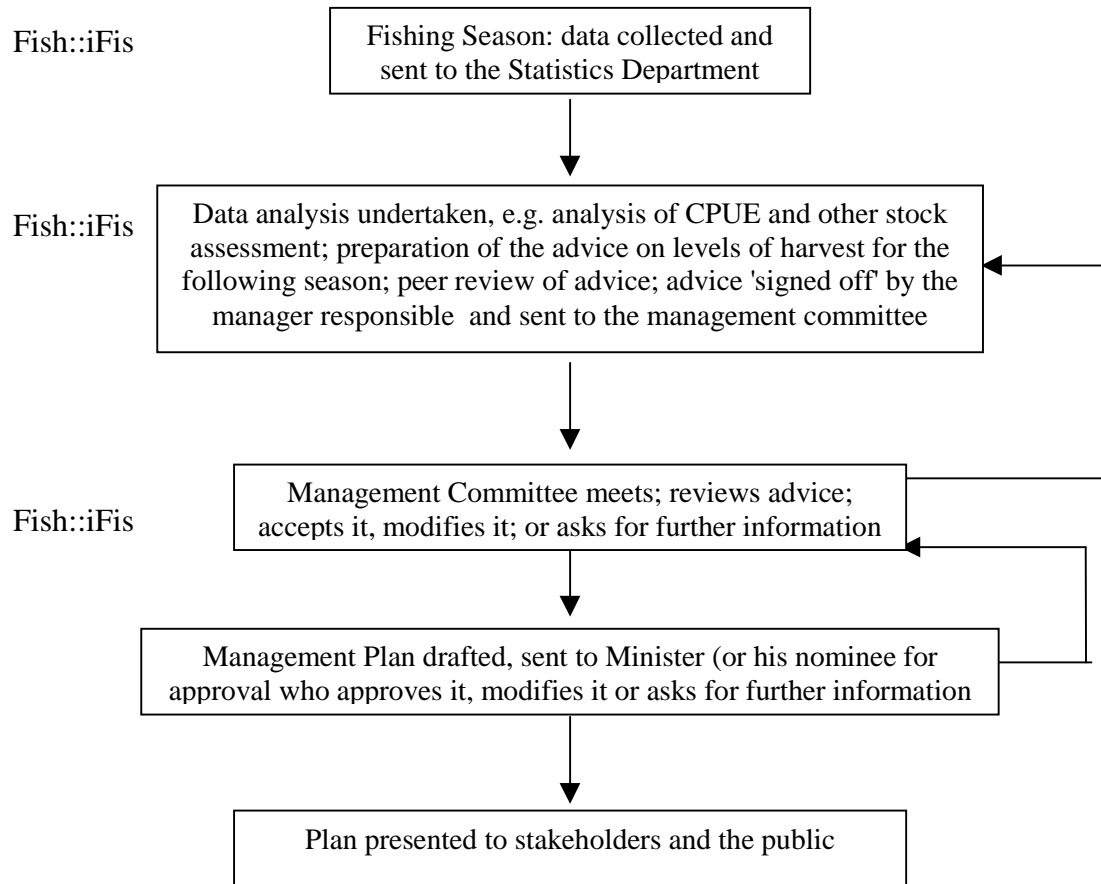 Fish::iFis
Fishing Season: data collected and
sent to the Statistics Department
Fish::iFis
Data analysis undertaken, e.g. analysis of CPUE and other stock
assessment; preparation of the advice on levels of harvest for the
following season; peer review of advice; advice 'signed off' by the
manager responsible and sent to the management committee
Fish::iFis
Management Committee meets; reviews advice;
accepts it, modifies it; or asks for further information
Management Plan drafted, sent to Minister (or his nominee for
approval who approves it, modifies it or asks for further information
Plan presented to stakeholders and the public